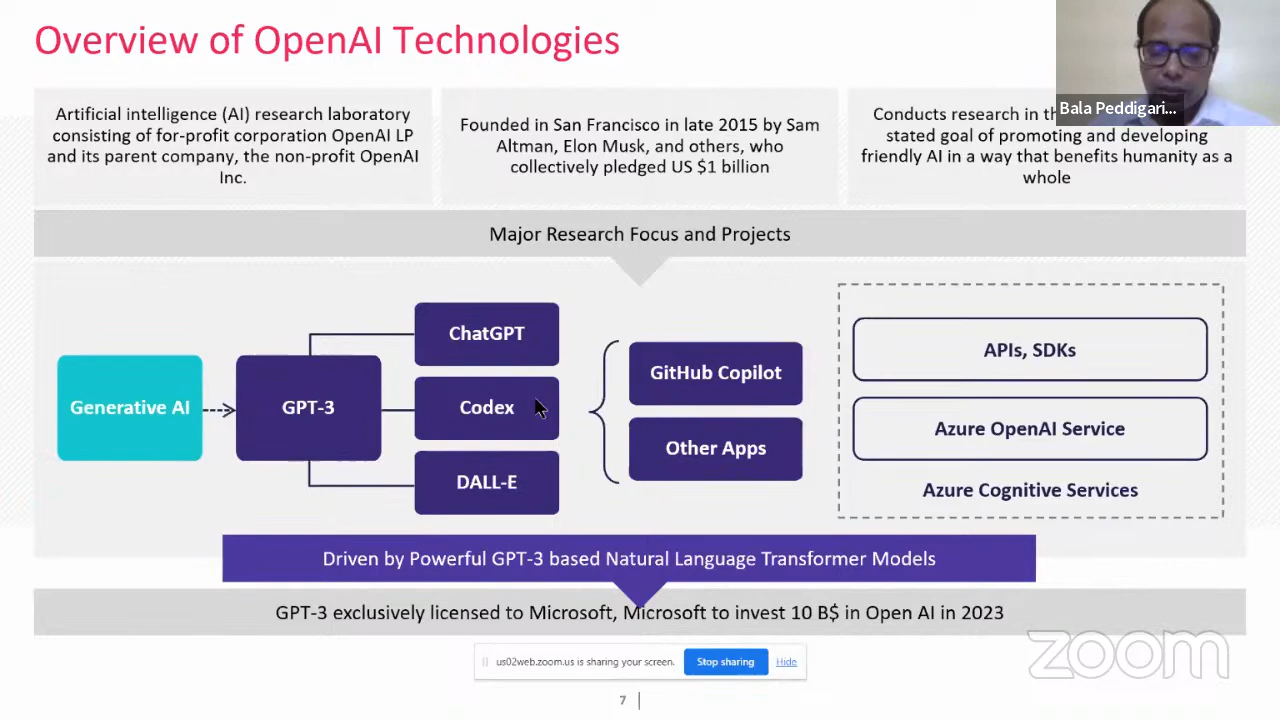 Overview of OpenAI Technologies
Bala Peddigari...
Artificial intelligence (AI) research laboratory
consisting of for-profit corporation OpenAI LP
and its parent company, the non-profit OpenAI
Inc.
Founded in San Francisco in late 2015 by Sam
Altman, Elon Musk, and others, who
collectively pledged US $1 billion
Conducts research in th
stated goal of promoting and developing
friendly AI in a way that benefits humanity as a
whole
Major Research Focus and Projects
Generative AI
GPT-3
ChatGPT
Codex
DALL-E
GitHub Copilot
Other Apps
APIs, SDKs
Azure OpenAI Service
Azure Cognitive Services
Driven by Powerful GPT-3 based Natural Language Transformer Models
GPT-3 exclusively licensed to Microsoft, Microsoft to invest 10 B$ in Open AI in 2023
zoom
us02web.zoom.us is sharing your screen.
Stop sharing
Hide
7